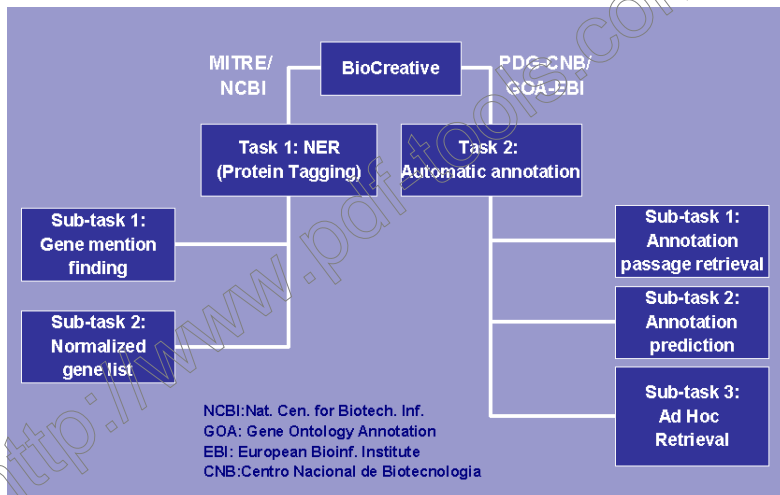 BioCreative
MITRE/
NCBI
PDG-CNB/
GOA-EBI
Task 1: NER
(Protein Tagging)
Task 2:
Automatic annotation
Sub-task 1:
Gene mention
finding
Sub-task 2:
Normalized
gene list
Sub-task 1:
Annotation
passage retrieval
Sub-task 2:
Annotation
prediction
Sub-task 3:
Ad Hoc
Retrieval
NCBI:Nat. Cen. for Biotech. Inf.
GOA: Gene Ontology Annotation
EBI: European Bioinf. Institute
CNB:Centro Nacional de Biotecnologia
http://www.pdf-tools.com